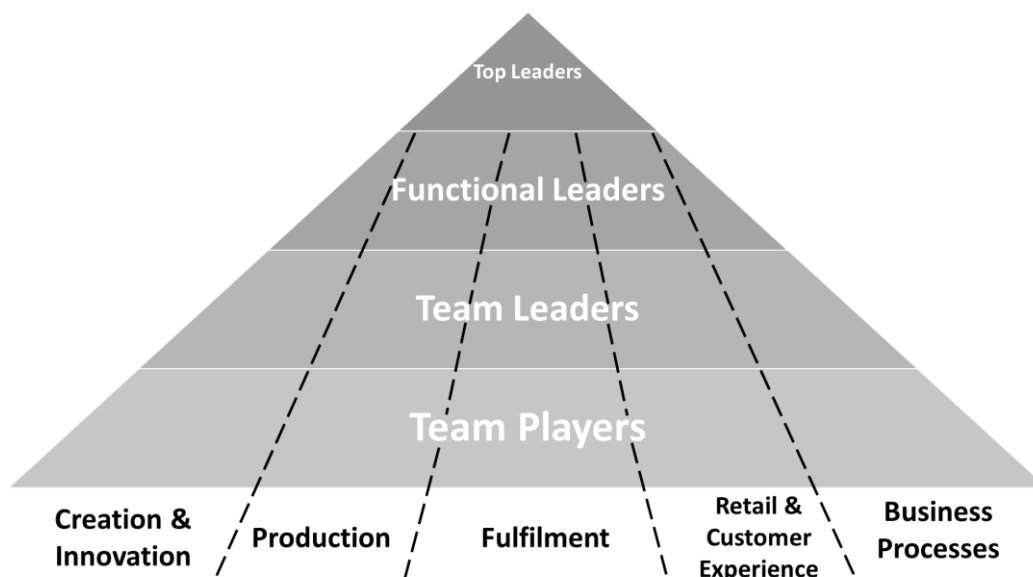 Top Leaders
Functional Leaders
Team Leaders
Team Players
Creation &
Innovation
Production
Fulfilment
Retail &
Customer
Experience
Business
Processes